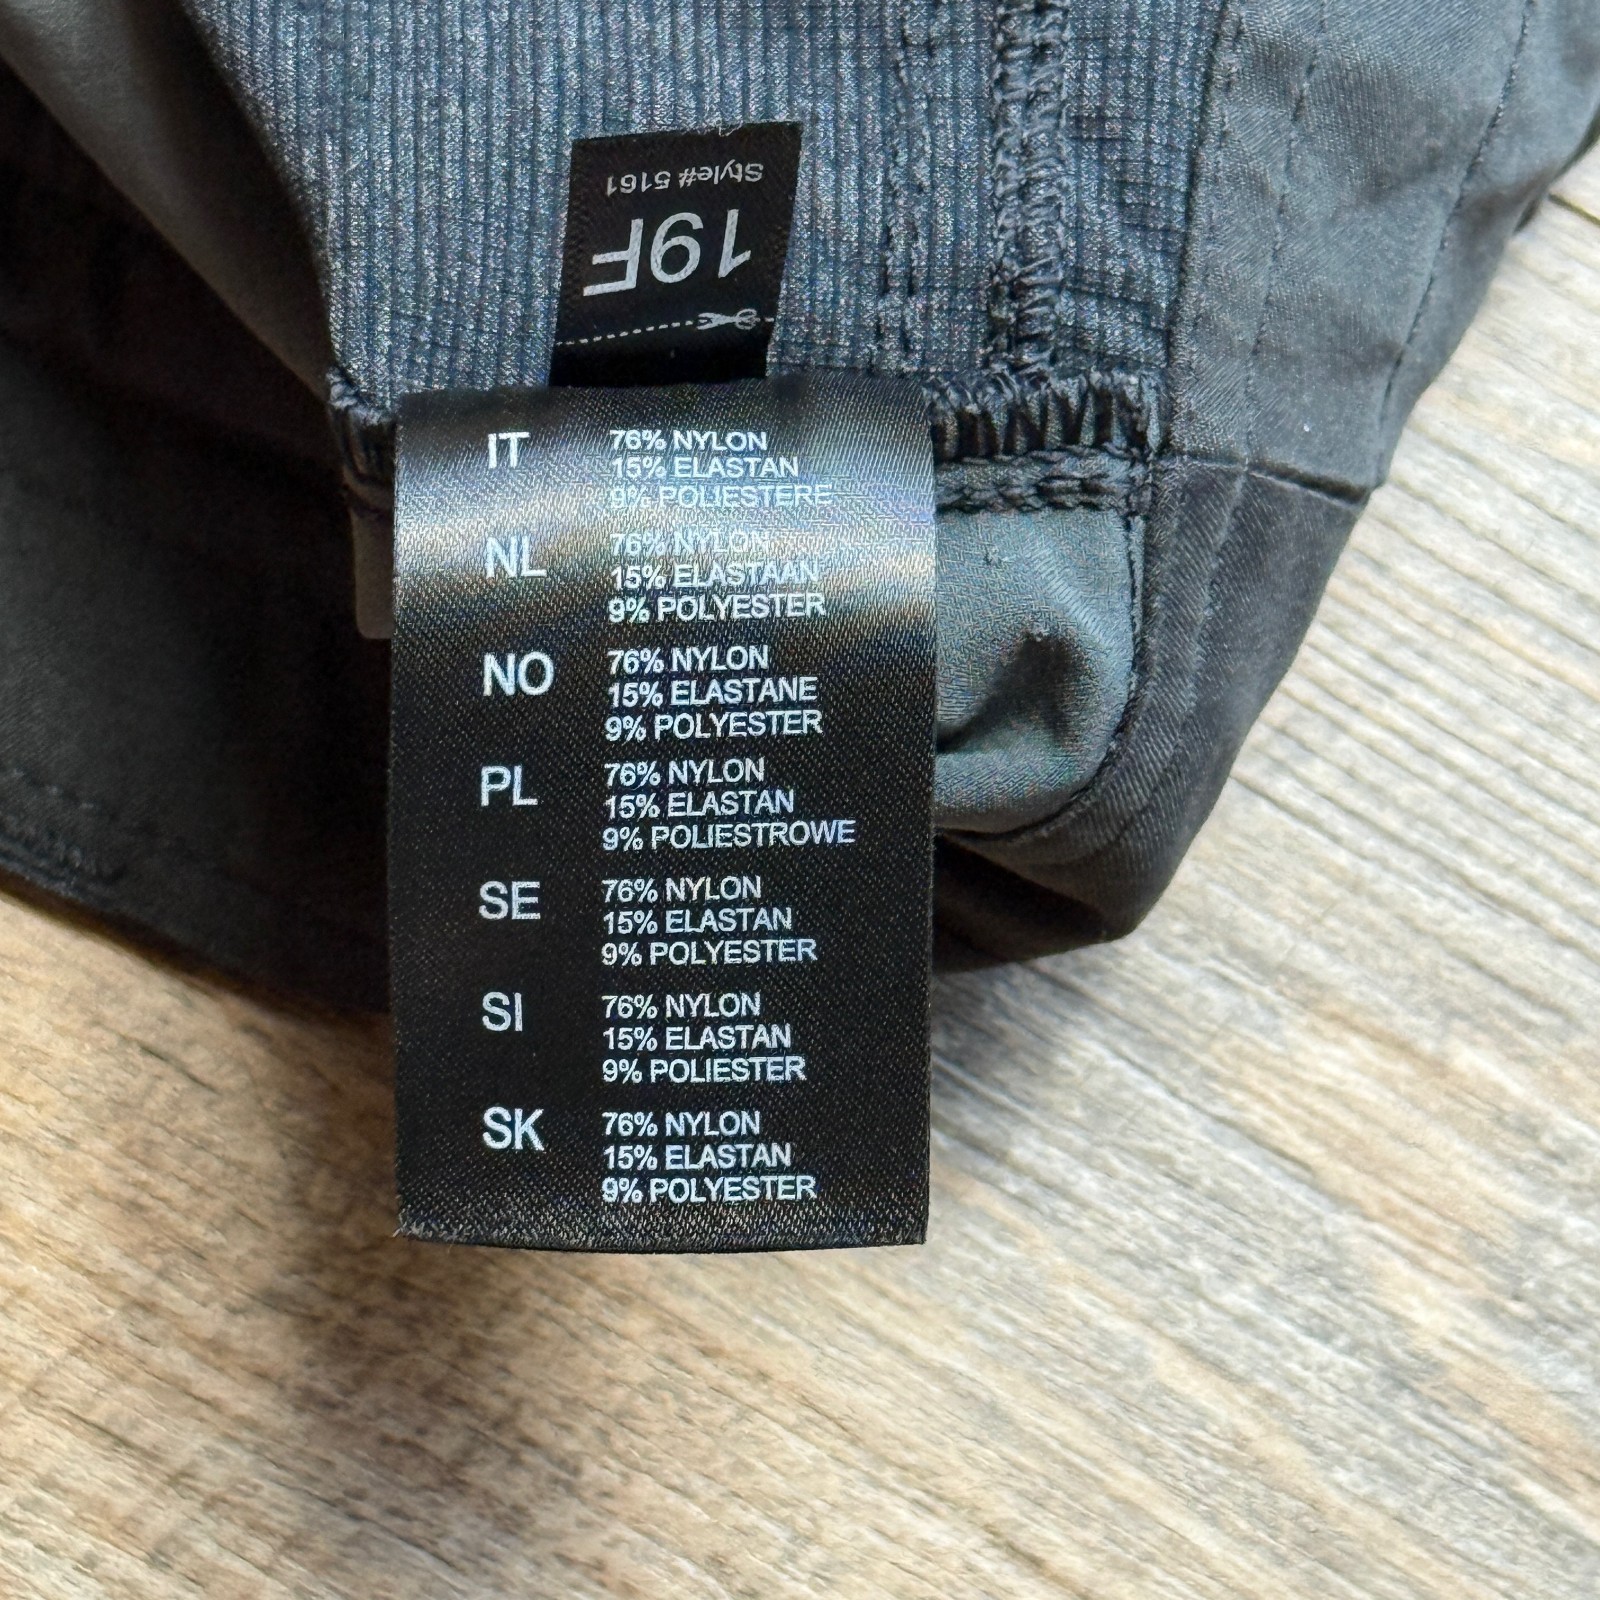 Style# 5161
19F
IT 76% NYLON
15% ELASTAN
9% POLIESTERE
NL 76% NYLON
15% ELASTAAN
9% POLYESTER
NO 76% NYLON
15% ELASTANE
9% POLYESTER
PL 76% NYLON
15% ELASTAN
9% POLIESTROWE
SE 76% NYLON
15% ELASTAN
9% POLYESTER
SI 76% NYLON
15% ELASTAN
9% POLIESTER
SK 76% NYLON
15% ELASTAN
9% POLYESTER